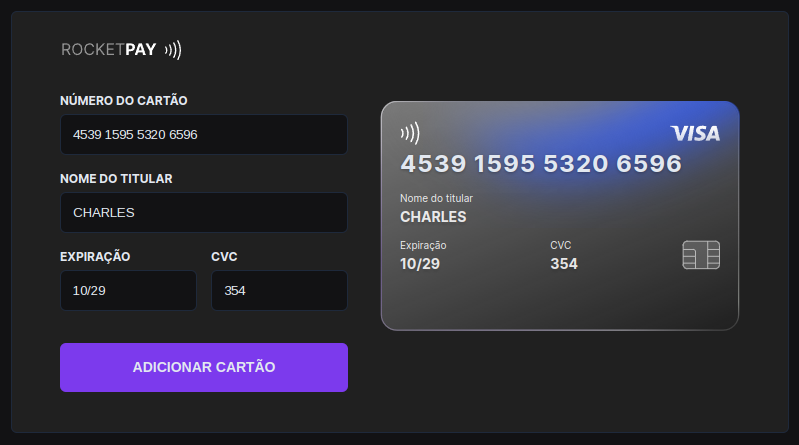 ROCKETPAY
NÚMERO DO CARTÃO
4539 1595 5320 6596
NOME DO TITULAR
CHARLES
EXPIRAÇÃO CVC
10/29 354
ADICIONAR CARTÃO
VISA
4539 1595 5320 6596
Nome do titular
CHARLES
Expiração CVC
10/29 354